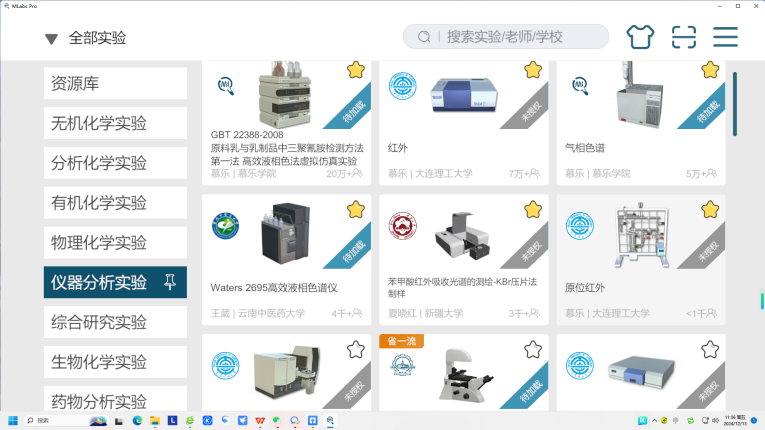 MLabs Pro
全部实验
搜索实验/老师/学校
资源库
无机化学实验
分析化学实验
有机化学实验
物理化学实验
仪器分析实验
综合研究实验
生物化学实验
药物分析实验
待加载
GBT 22388-2008
原料乳与乳制品中三聚氰胺检测方法
第一法 高效液相色法虚拟仿真实验
慕乐 | 慕乐学院
20万+
未授权
红外
慕乐 | 大连理工大学
7万+
待加载
气相色谱
慕乐 | 慕乐学院
5万+
待加载
Waters 2695高效液相色谱仪
王葳 | 云南中医药大学
4千+
未授权
苯甲酸红外吸收光谱的测绘-KBr压片法
制样
夏晓红 | 新疆大学
3千+
未授权
原位红外
慕乐 | 大连理工大学
<1千
未授权
省一流
待加载
未授权
搜索
中
11:36 周五
2024/12/13